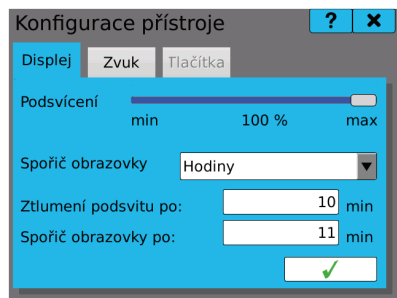 Konfigurace přístroje ?
Displej Zvuk Tlačítka
Podsvícení
min 100 % max
Spořič obrazovky Hodiny
Ztlumení podsvitu po: 10 min
Spořič obrazovky po: 11 min